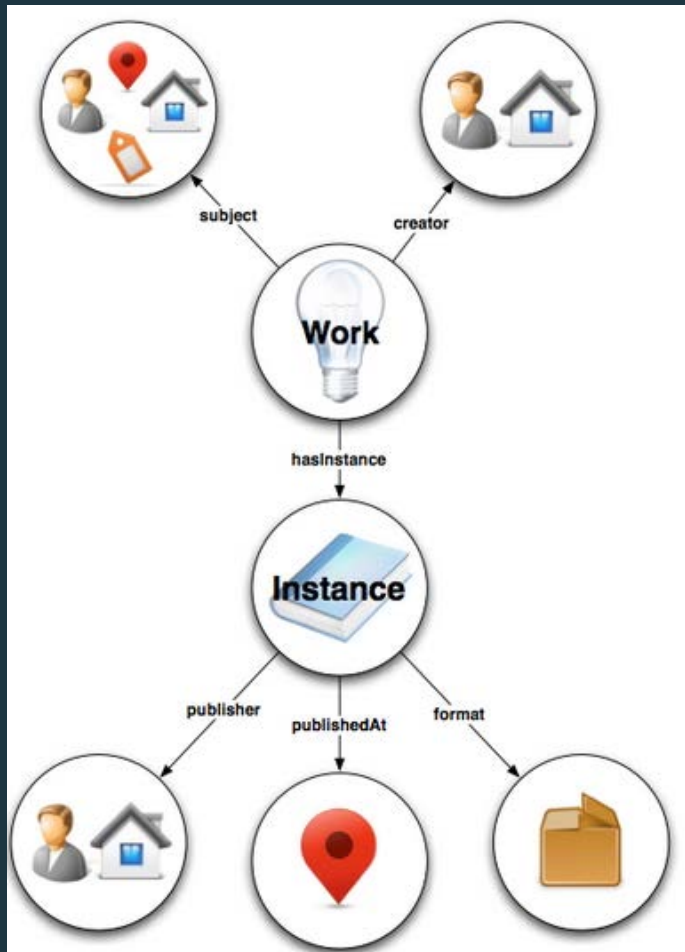 subject
creator
Work
hasInstance
Instance
publisher
publishedAt
format